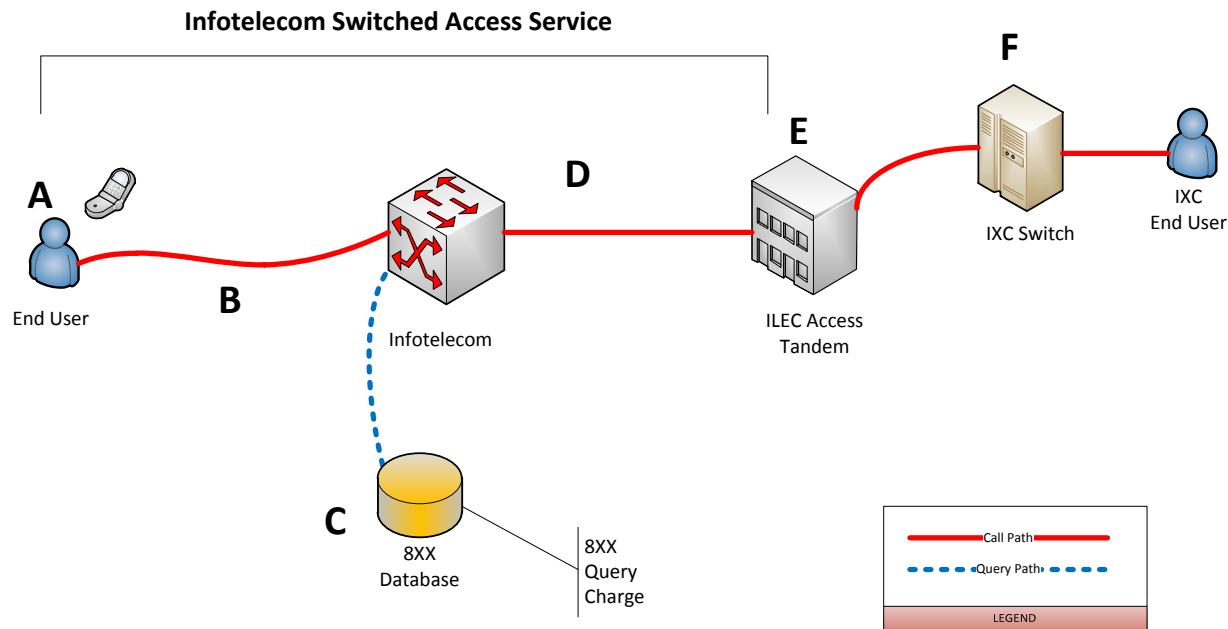 Infotelecom Switched Access Service
F
E
A
D
B
IXC
End User
IXC Switch
End User
Infotelecom
ILEC Access
Tandem
C
8XX
Database
8XX
Query
Charge
Call Path
Query Path
LEGEND